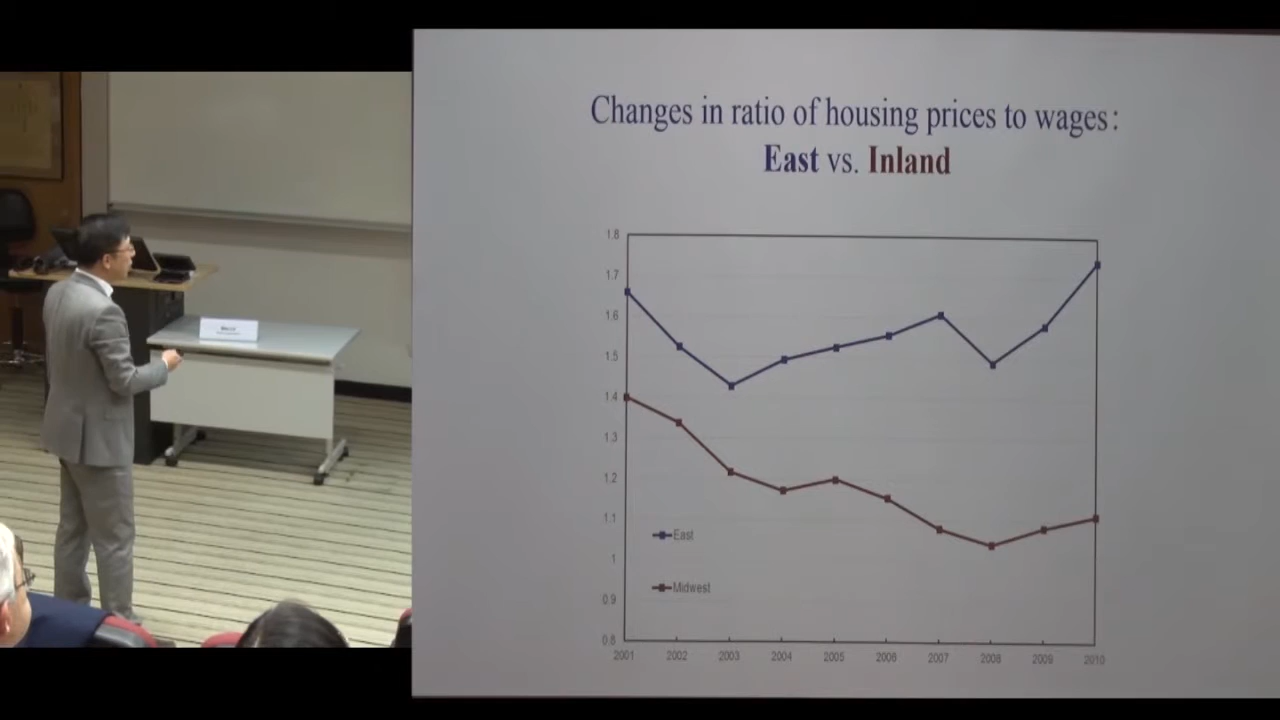 Changes in ratio of housing prices to wages:
East vs. Inland
1.8
1.7
1.6
1.5
1.4
1.3
1.2
1.1
1
0.9
0.8
East
Midwest
2001 2002 2003 2004 2005 2006 2007 2008 2009 2010